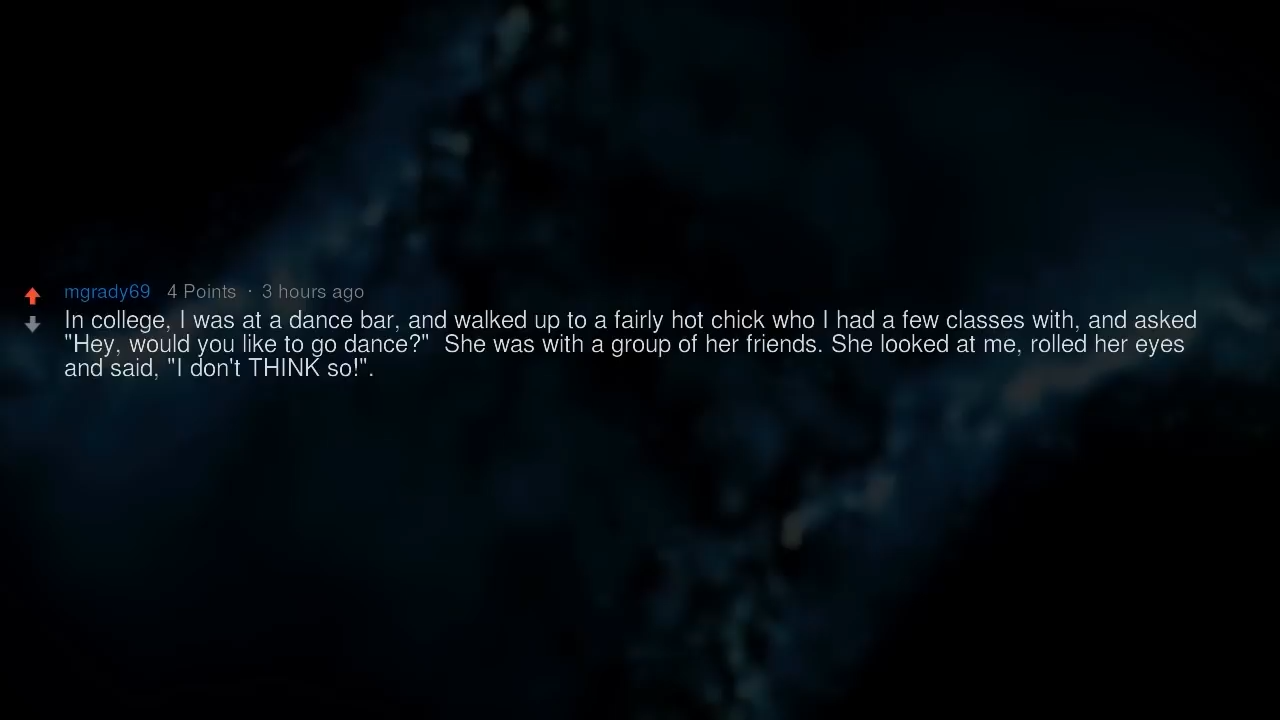 mgrady69 4 Points · 3 hours ago
In college, I was at a dance bar, and walked up to a fairly hot chick who I had a few classes with, and asked
"Hey, would you like to go dance?"  She was with a group of her friends. She looked at me, rolled her eyes
and said, "I don't THINK so!".